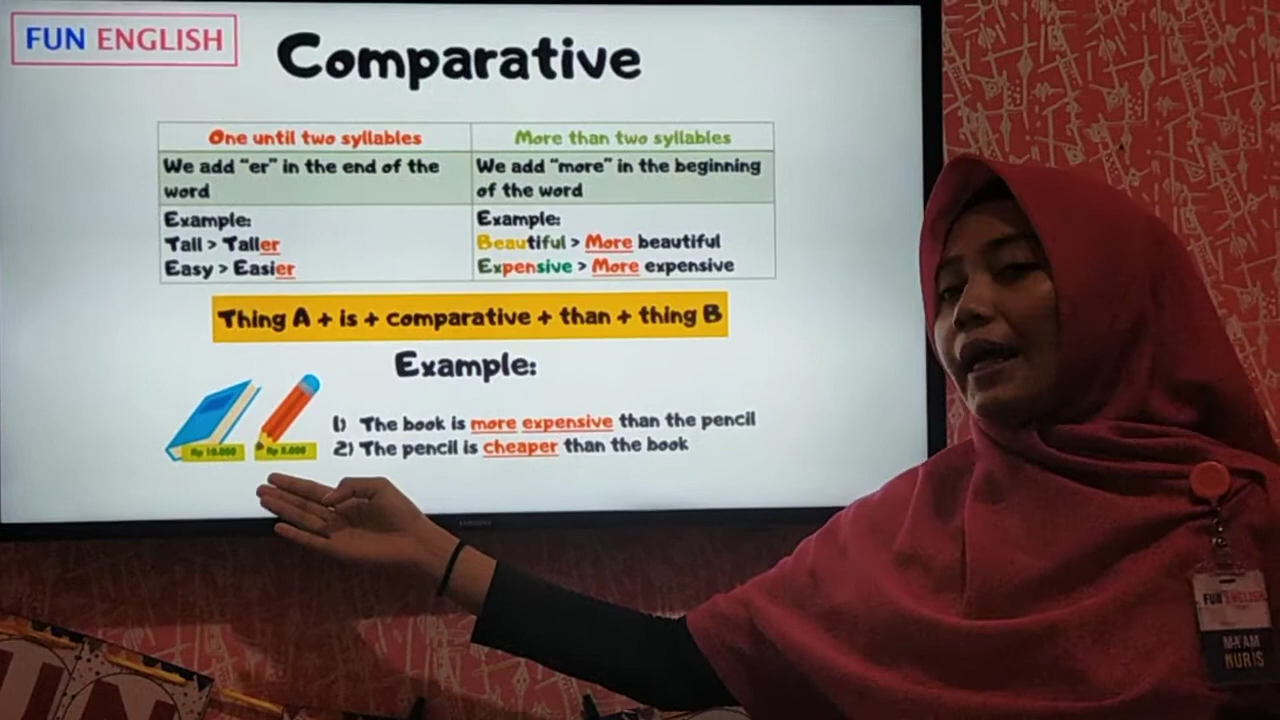 FUN ENGLISH
Comparative
One until two syllables
More than two syllables
We add “er” in the end of the
word
We add “more” in the beginning
of the word
Example:
Tall > Taller
Easy > Easier
Example:
Beautiful > More beautiful
Expensive > More expensive
Thing A + is + comparative + than + thing B
Example:
Rp 10.000
Rp 5.000
1) The book is more expensive than the pencil
2) The pencil is cheaper than the book
FUN ENGLISH
NURIS